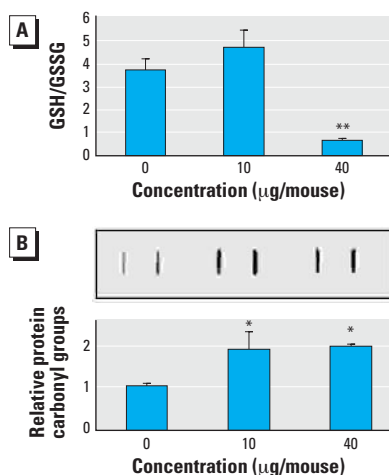 A
GSH/GSSG
6
5
4
3
2
1
0
**
0 10 40
Concentration (μg/mouse)
B
Relative protein
carbonyl groups
2
1
0
* *
0 10 40
Concentration (μg/mouse)